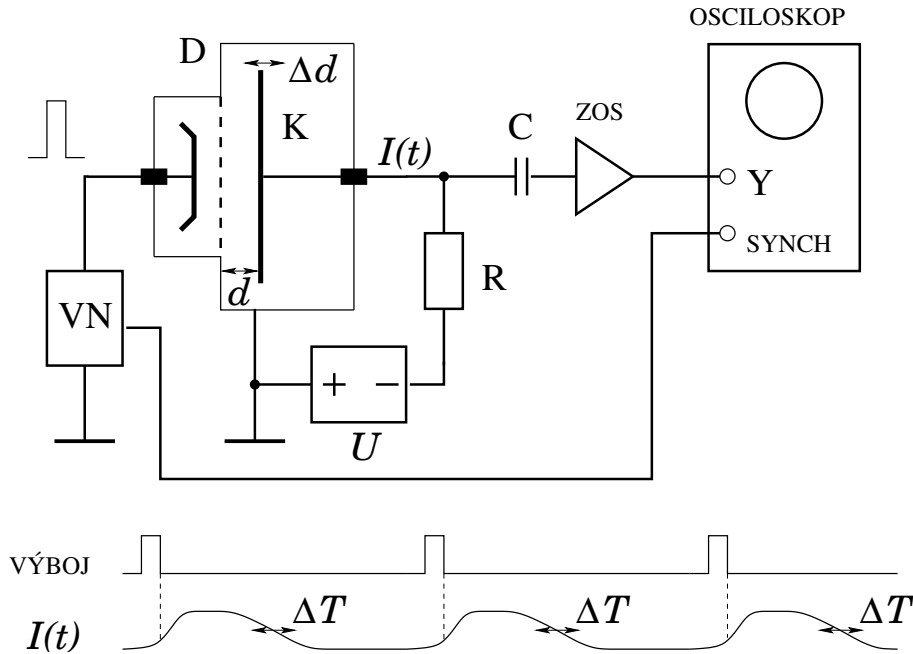 OSCILOSKOP
D
Δd
K
I(t)
C
ZOS
Y
SYNCH
d
R
VN
+ −
U
VÝBOJ
ΔT ΔT ΔT
I(t)